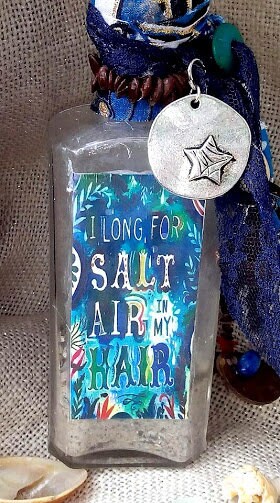 I LONG, FOR
SALT
AIR IN
MY
HAIR